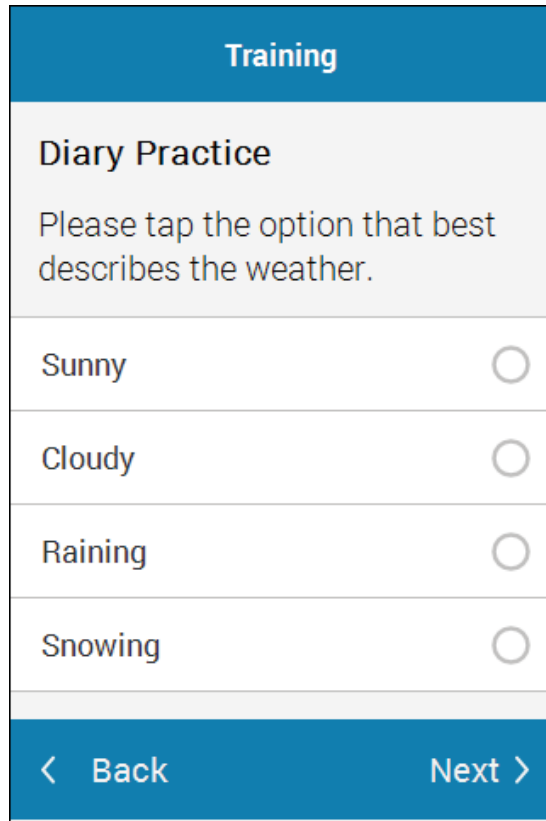 Training
Diary Practice
Please tap the option that best
describes the weather.
Sunny
Cloudy
Raining
Snowing
Back
Next